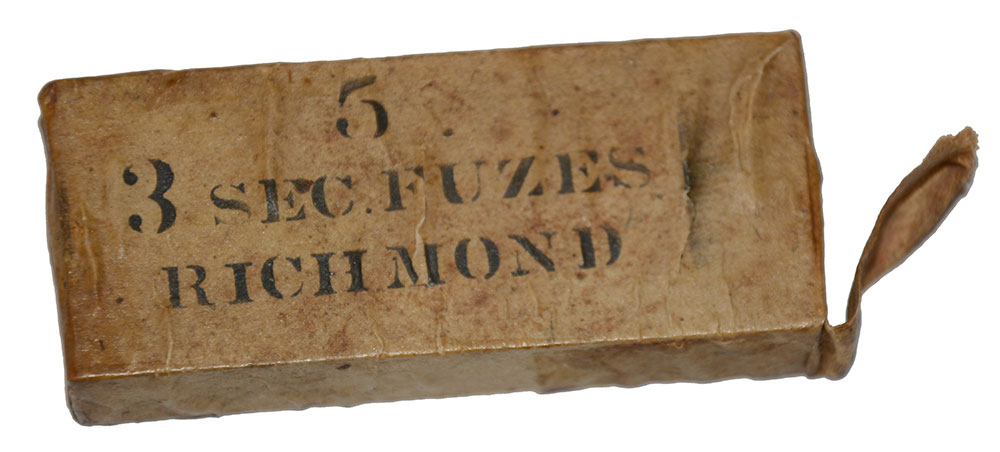 5
3 SEC. FUZES
RICHMOND